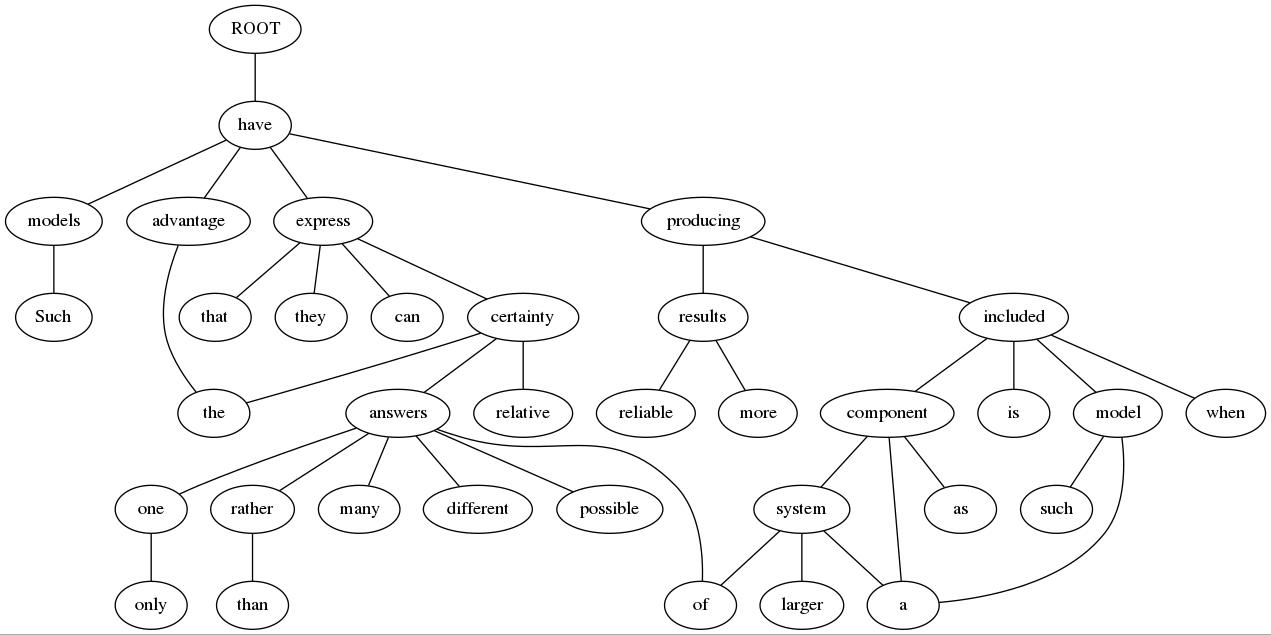 ROOT
have
models advantage express producing
Such that they can certainty results included
the answers relative reliable more component is model when
one rather many different possible system as such
only than of larger a